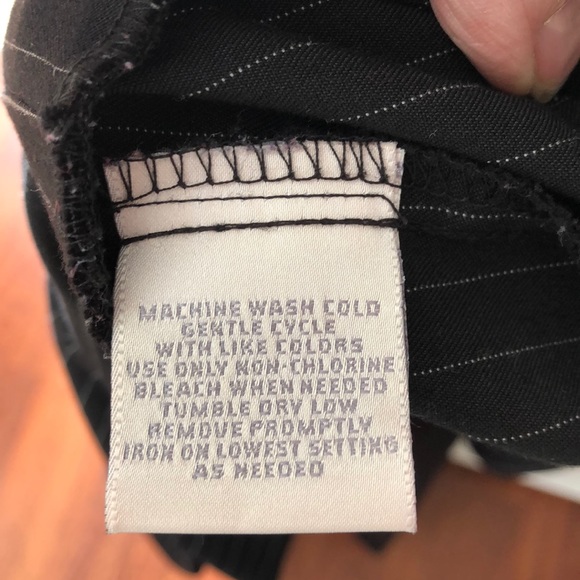 MACHINE WASH COLD
GENTLE CYCLE
WITH LIKE COLORS
USE ONLY NON-CHLORINE
BLEACH WHEN NEEDED
TUMBLE DRY LOW
REMOVE PROMPTLY
IRON ON LOWEST SETTING
AS NEEDED